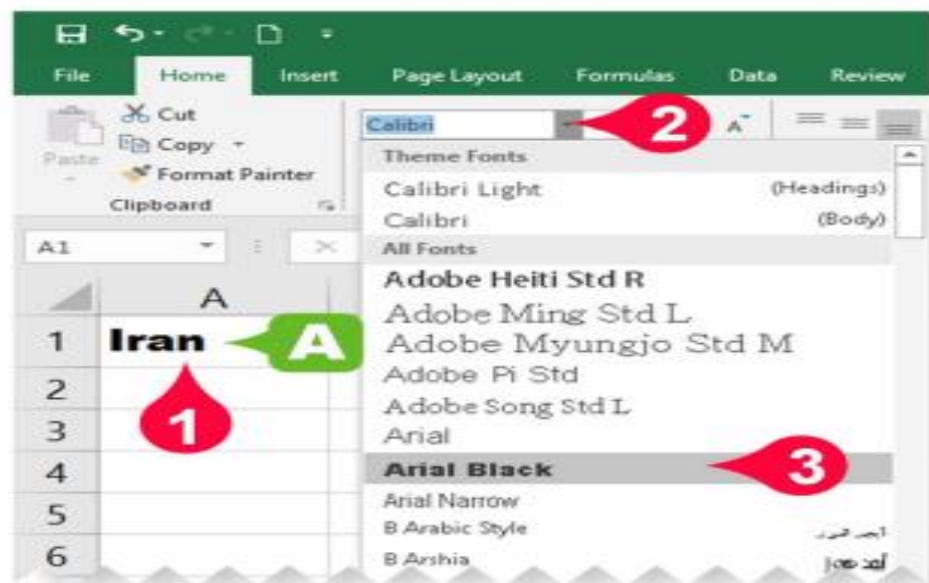 File Home Insert Page Layout Formulas Data Review
Cut
Copy
Paste
Format Painter
Clipboard
Calibri
2
A
Theme Fonts
Calibri Light (Headings)
Calibri (Body)
All Fonts
Adobe Heiti Std R
Adobe Ming Std L
Adobe Myungjo Std M
Adobe Pi Std
Adobe Song Std L
Arial
Arial Black
3
Arial Narrow
B Arabic Style
B Arshia
A1
A
1 Iran A
2
1
3
4
5
6